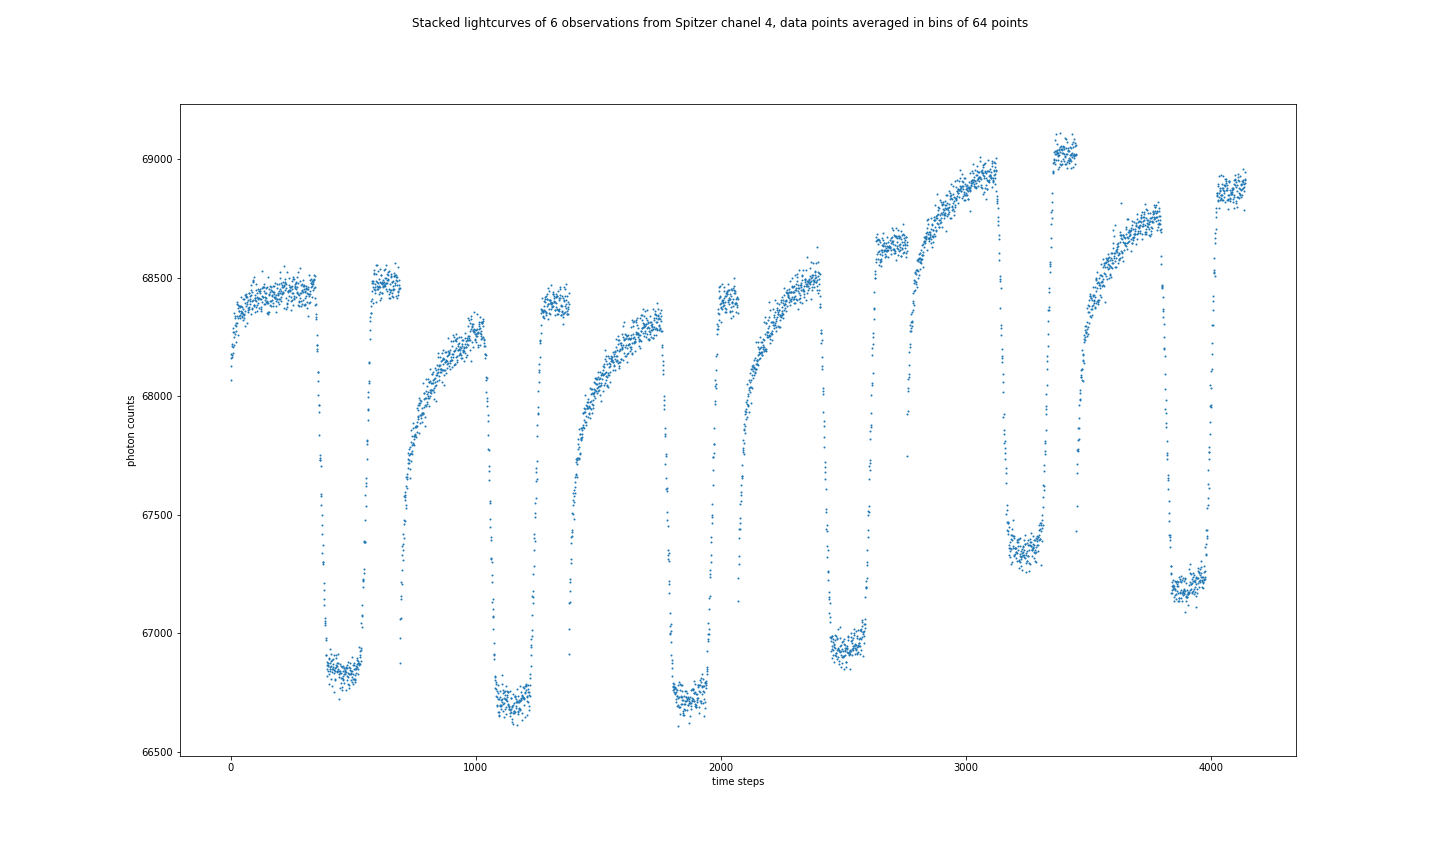 Stacked lightcurves of 6 observations from Spitzer chanel 4, data points averaged in bins of 64 points
69000
68500
68000
67500
67000
66500
photon counts
0 1000 2000 3000 4000
time steps